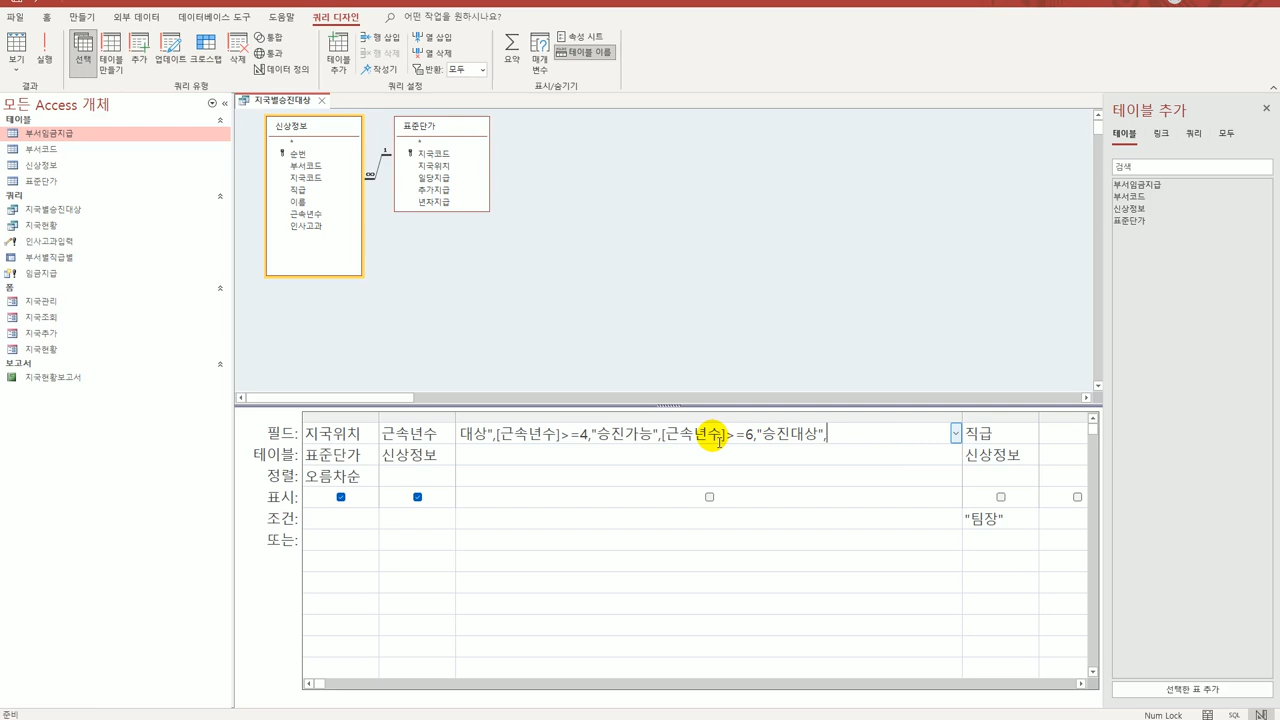 파일 홈 만들기 외부 데이터 데이터베이스 도구 도움말 쿼리 디자인 어떤 작업을 원하시나요?
보기 실행 선택 테이블 만들기 추가 업데이트 크로스탭 삭제 통합 통과 데이터 정의 테이블 추가 행 삽입 행 삭제 작성기 열 삽입 열 삭제 반환: 모두 요약 매개 변수 속성 시트 테이블 이름
결과 쿼리 유형 쿼리 설정 표시/숨기기
모든 Access 개체
테이블
부서임금지급
부서코드
신상정보
표준단가
쿼리
지국별승진대상
지국현황
인사고과입력
부서별직급별
임금지급
폼
지국관리
지국조회
지국추가
지국현황
보고서
지국현황보고서
지국별승진대상
신상정보
*
순번
부서코드
지국코드
직급
이름
근속년수
인사고과
1
∞
표준단가
*
지국코드
지국위치
일당지급
추가지급
년차지급
필드: 지국위치 근속년수 대상",[근속년수]>=4,"승진가능",[근속년수]>=6,"승진대상", 직급
테이블: 표준단가 신상정보 신상정보
정렬: 오름차순
표시:
조건: "팀장"
또는:
테이블 추가
테이블 링크 쿼리 모두
검색
부서임금지급
부서코드
신상정보
표준단가
선택한 표 추가
준비 Num Lock SQL